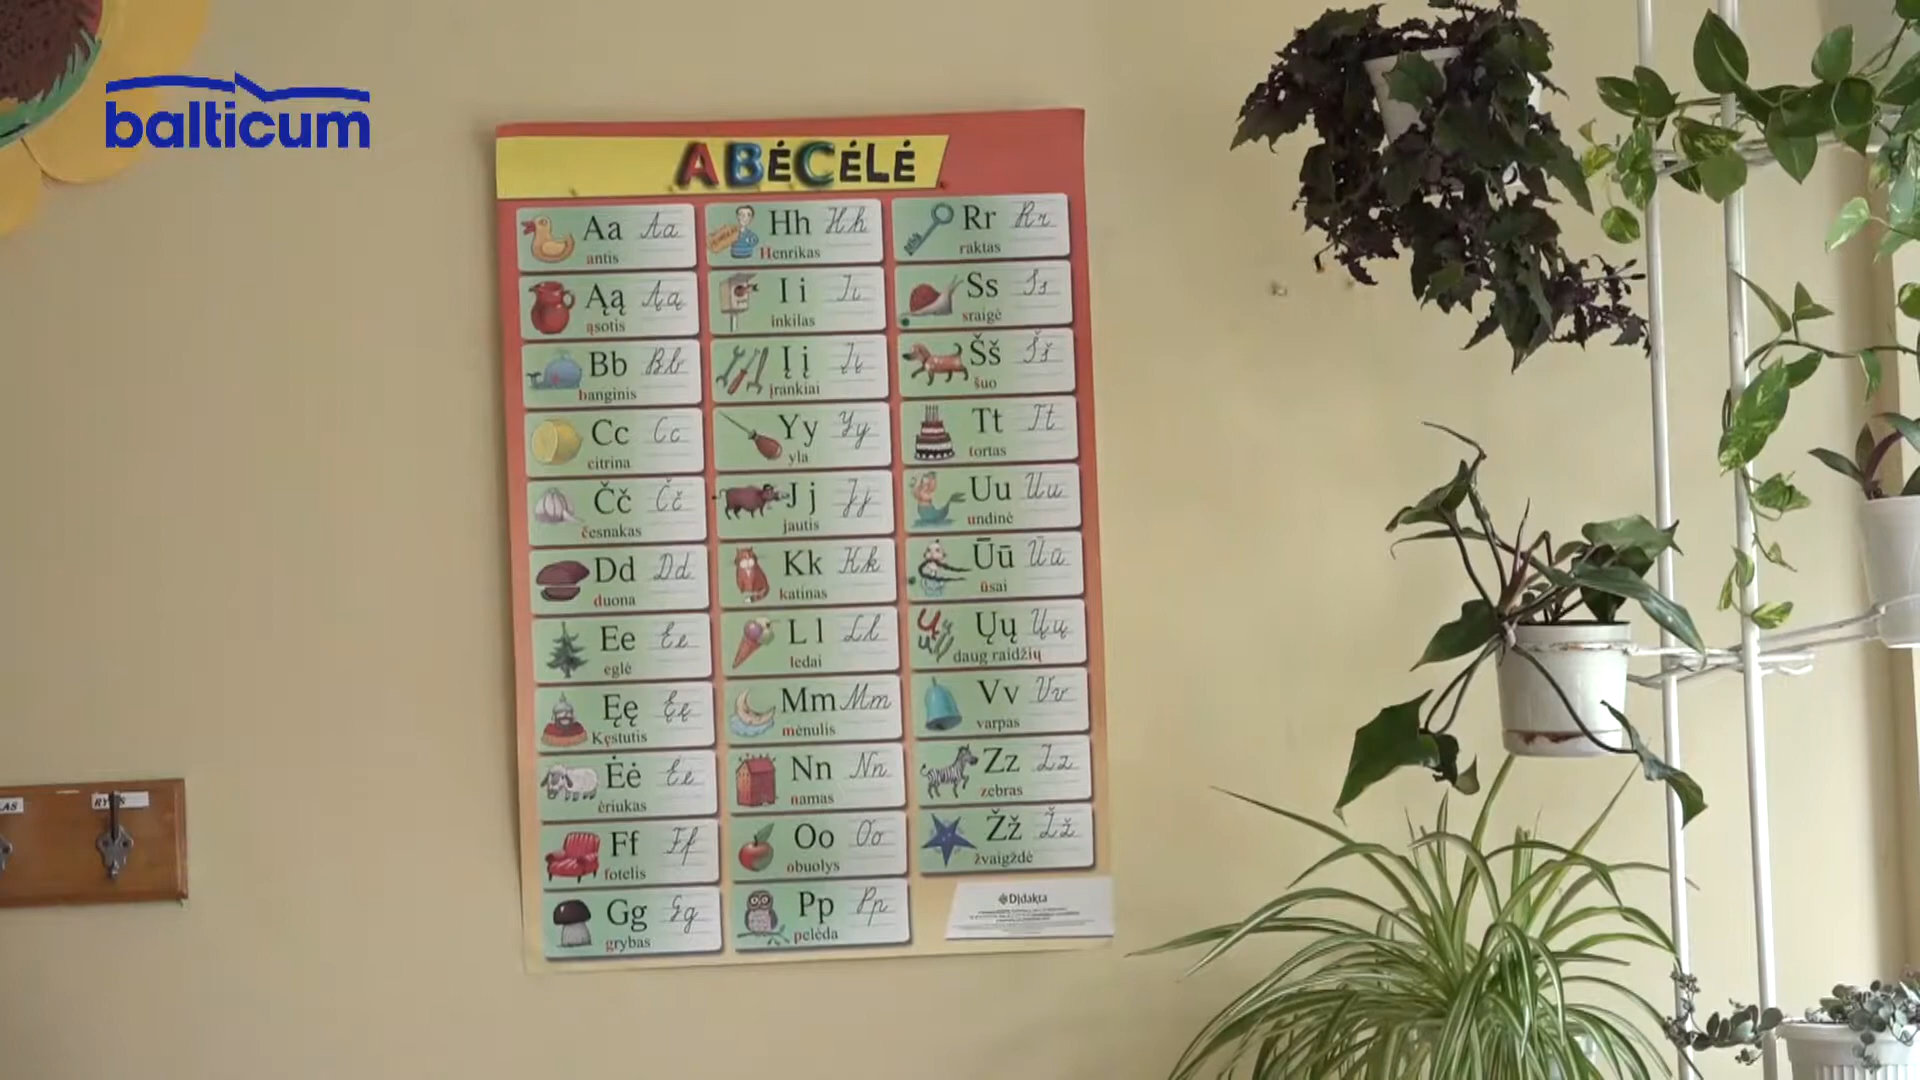 balticum
ABĖCĖLĖ
Aa Aa
antis
Ąą Ąą
ąsotis
Bb Bb
banginis
Cc Cc
citrina
Čč Čč
česnakas
Dd Dd
duona
Ee Ee
eglė
Ęę Ęę
Kęstutis
Ėė Ėė
ėriukas
Ff Ff
fotelis
Gg Gg
grybas
Hh Hh
Henrikas
I i Ii
inkilas
Į į Įį
įrankiai
Yy Yy
yla
J j Jj
jautis
Kk Kk
katinas
L l Ll
ledai
Mm Mm
mėnulis
Nn Nn
namas
Oo Oo
obuolys
Pp Pp
pelėda
Rr Rr
raktas
Ss Ss
sraigė
Šš Šš
šuo
Tt Tt
tortas
Uu Uu
undinė
Ūū Ūū
ūsai
Ųų Ųų
daug raidžių
Vv Vv
varpas
Zz Zz
zebras
Žž Žž
žvaigždė
Didakta